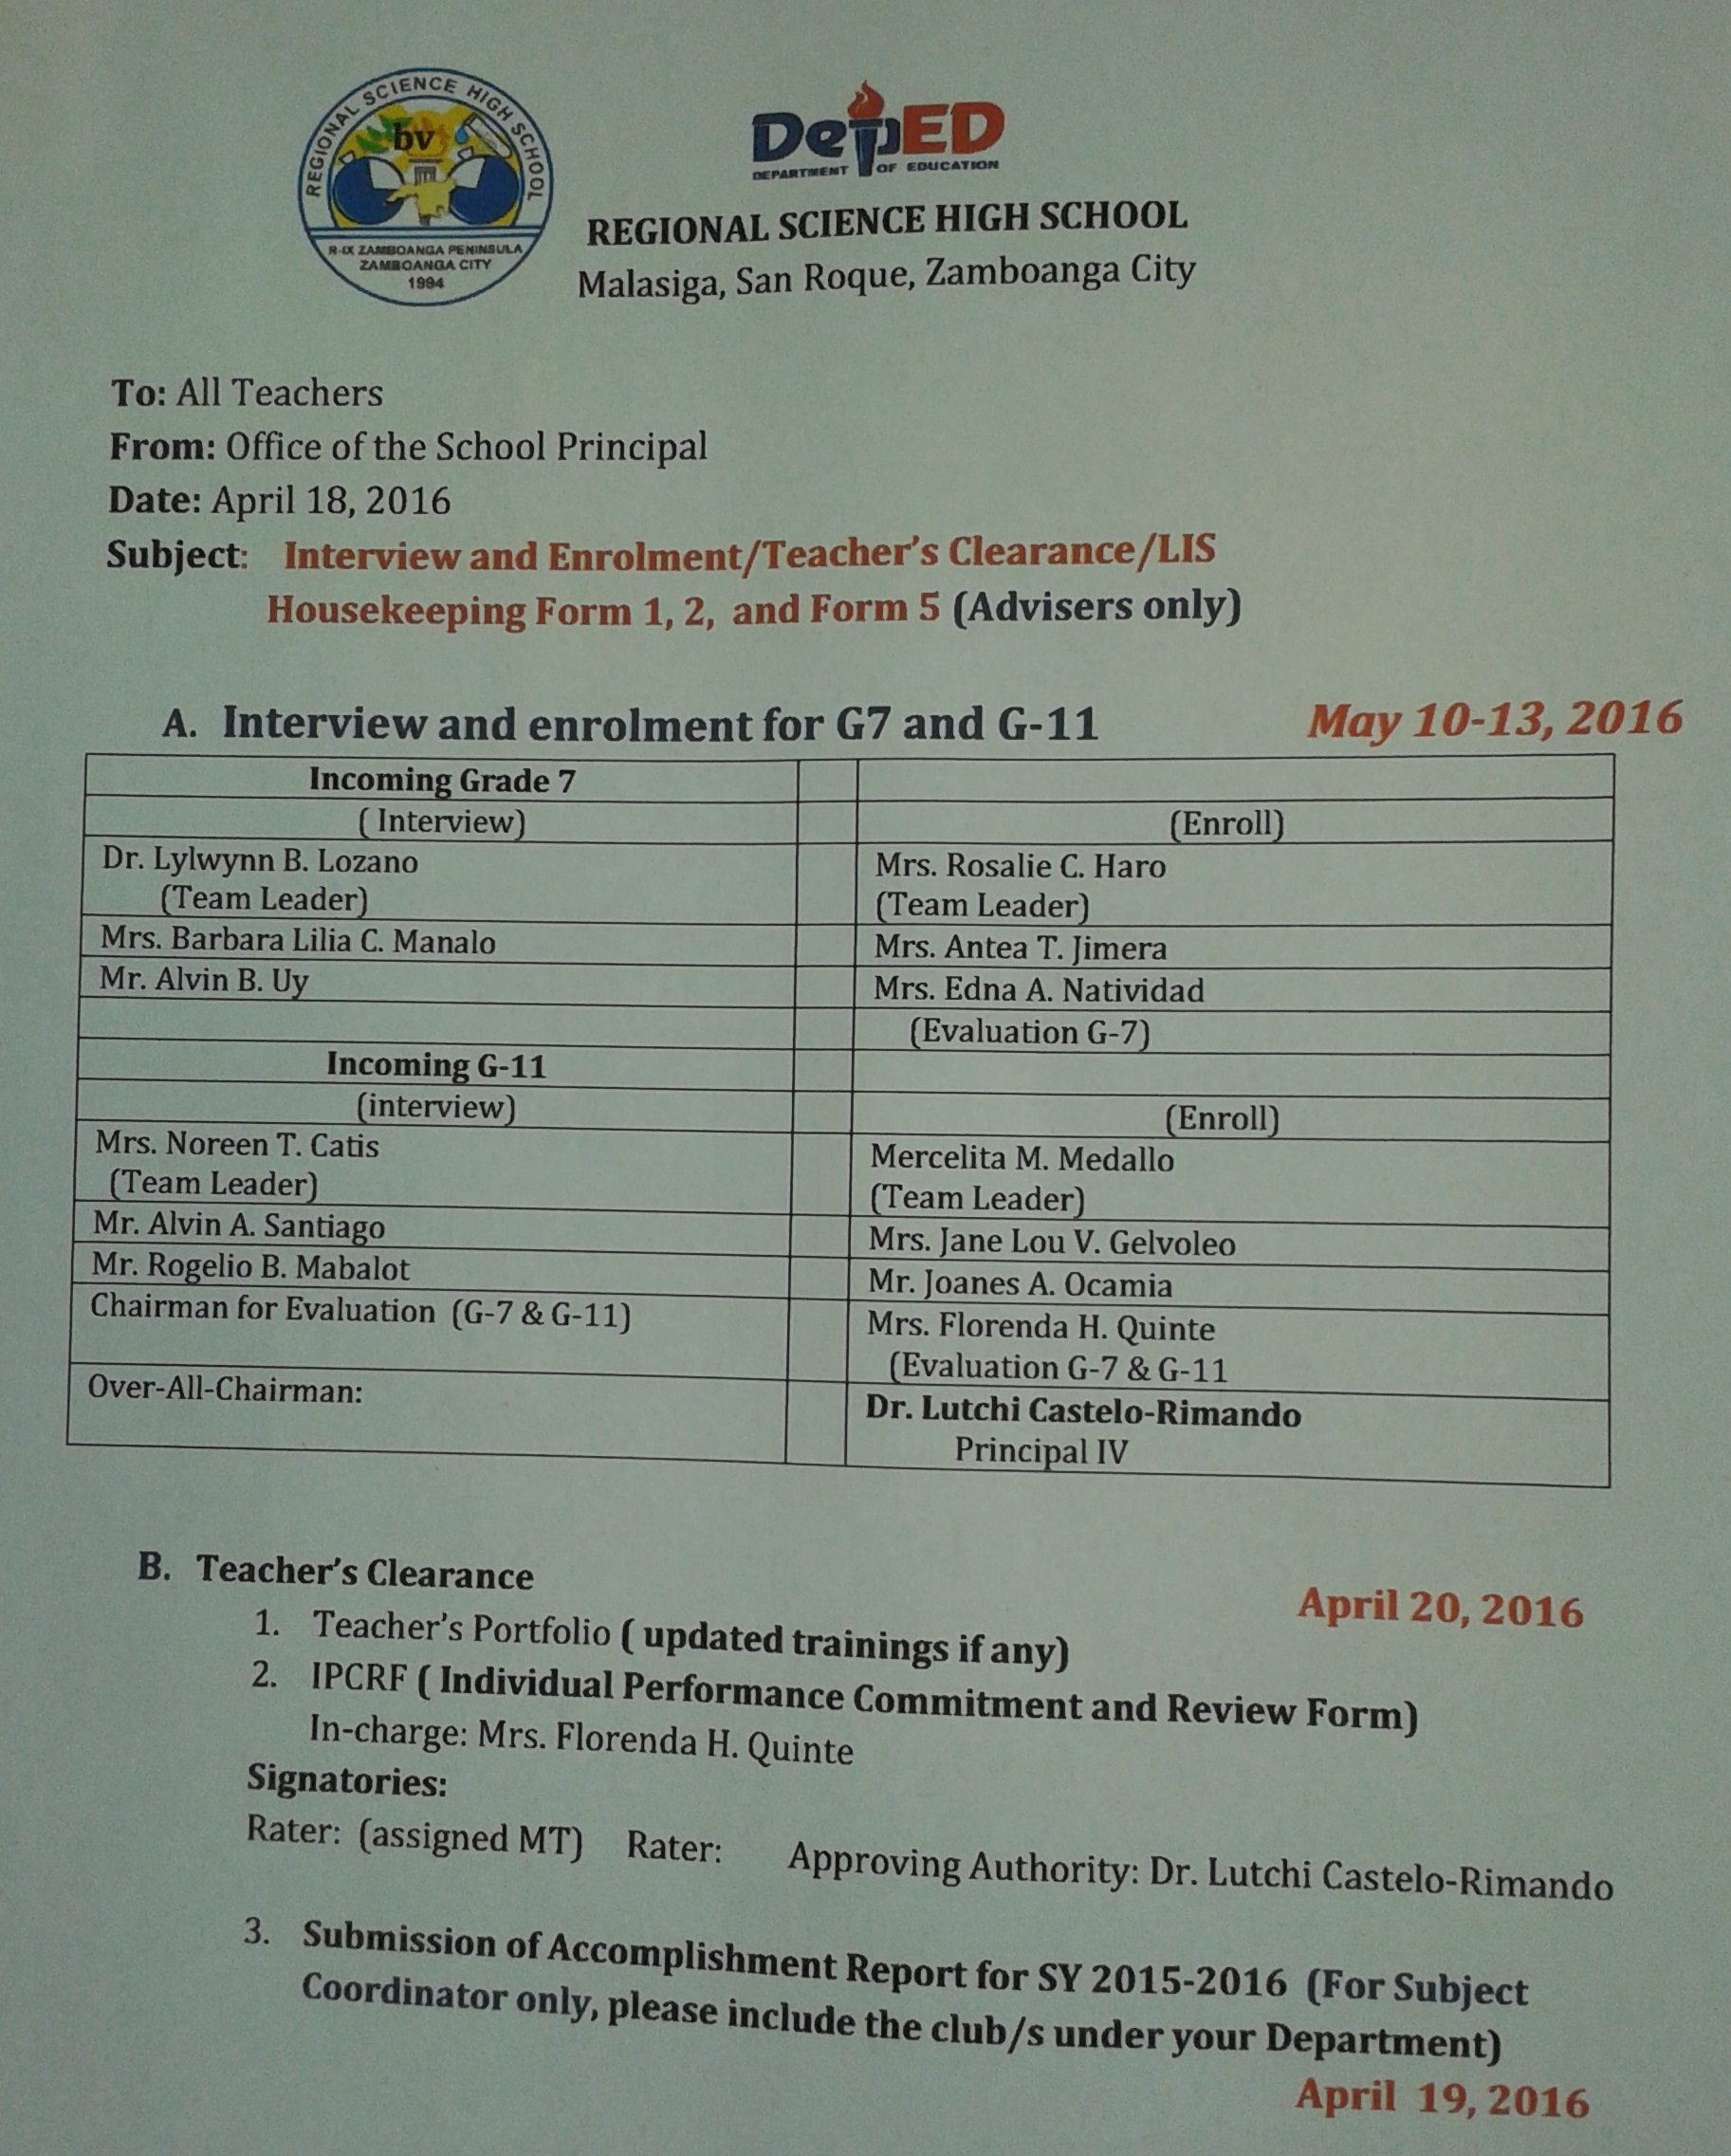 REGIONAL SCIENCE HIGH SCHOOL
bv
R-IX ZAMBOANGA PENINSULA
ZAMBOANGA CITY
1994
DepED
DEPARTMENT OF EDUCATION
REGIONAL SCIENCE HIGH SCHOOL
Malasiga, San Roque, Zamboanga City
To: All Teachers
From: Office of the School Principal
Date: April 18, 2016
Subject: Interview and Enrolment/Teacher's Clearance/LIS
Housekeeping Form 1, 2, and Form 5 (Advisers only)
A. Interview and enrolment for G7 and G-11 May 10-13, 2016
Incoming Grade 7
( Interview) (Enroll)
Dr. Lylwynn B. Lozano Mrs. Rosalie C. Haro
(Team Leader) (Team Leader)
Mrs. Barbara Lilia C. Manalo Mrs. Antea T. Jimera
Mr. Alvin B. Uy Mrs. Edna A. Natividad
(Evaluation G-7)
Incoming G-11
(interview) (Enroll)
Mrs. Noreen T. Catis Mercelita M. Medallo
(Team Leader) (Team Leader)
Mr. Alvin A. Santiago Mrs. Jane Lou V. Gelvoleo
Mr. Rogelio B. Mabalot Mr. Joanes A. Ocamia
Chairman for Evaluation (G-7 & G-11) Mrs. Florenda H. Quinte
(Evaluation G-7 & G-11
Over-All-Chairman: Dr. Lutchi Castelo-Rimando
Principal IV
B. Teacher's Clearance
April 20, 2016
1. Teacher's Portfolio ( updated trainings if any)
2. IPCRF ( Individual Performance Commitment and Review Form)
In-charge: Mrs. Florenda H. Quinte
Signatories:
Rater: (assigned MT) Rater: Approving Authority: Dr. Lutchi Castelo-Rimando
3. Submission of Accomplishment Report for SY 2015-2016 (For Subject
Coordinator only, please include the club/s under your Department)
April 19, 2016